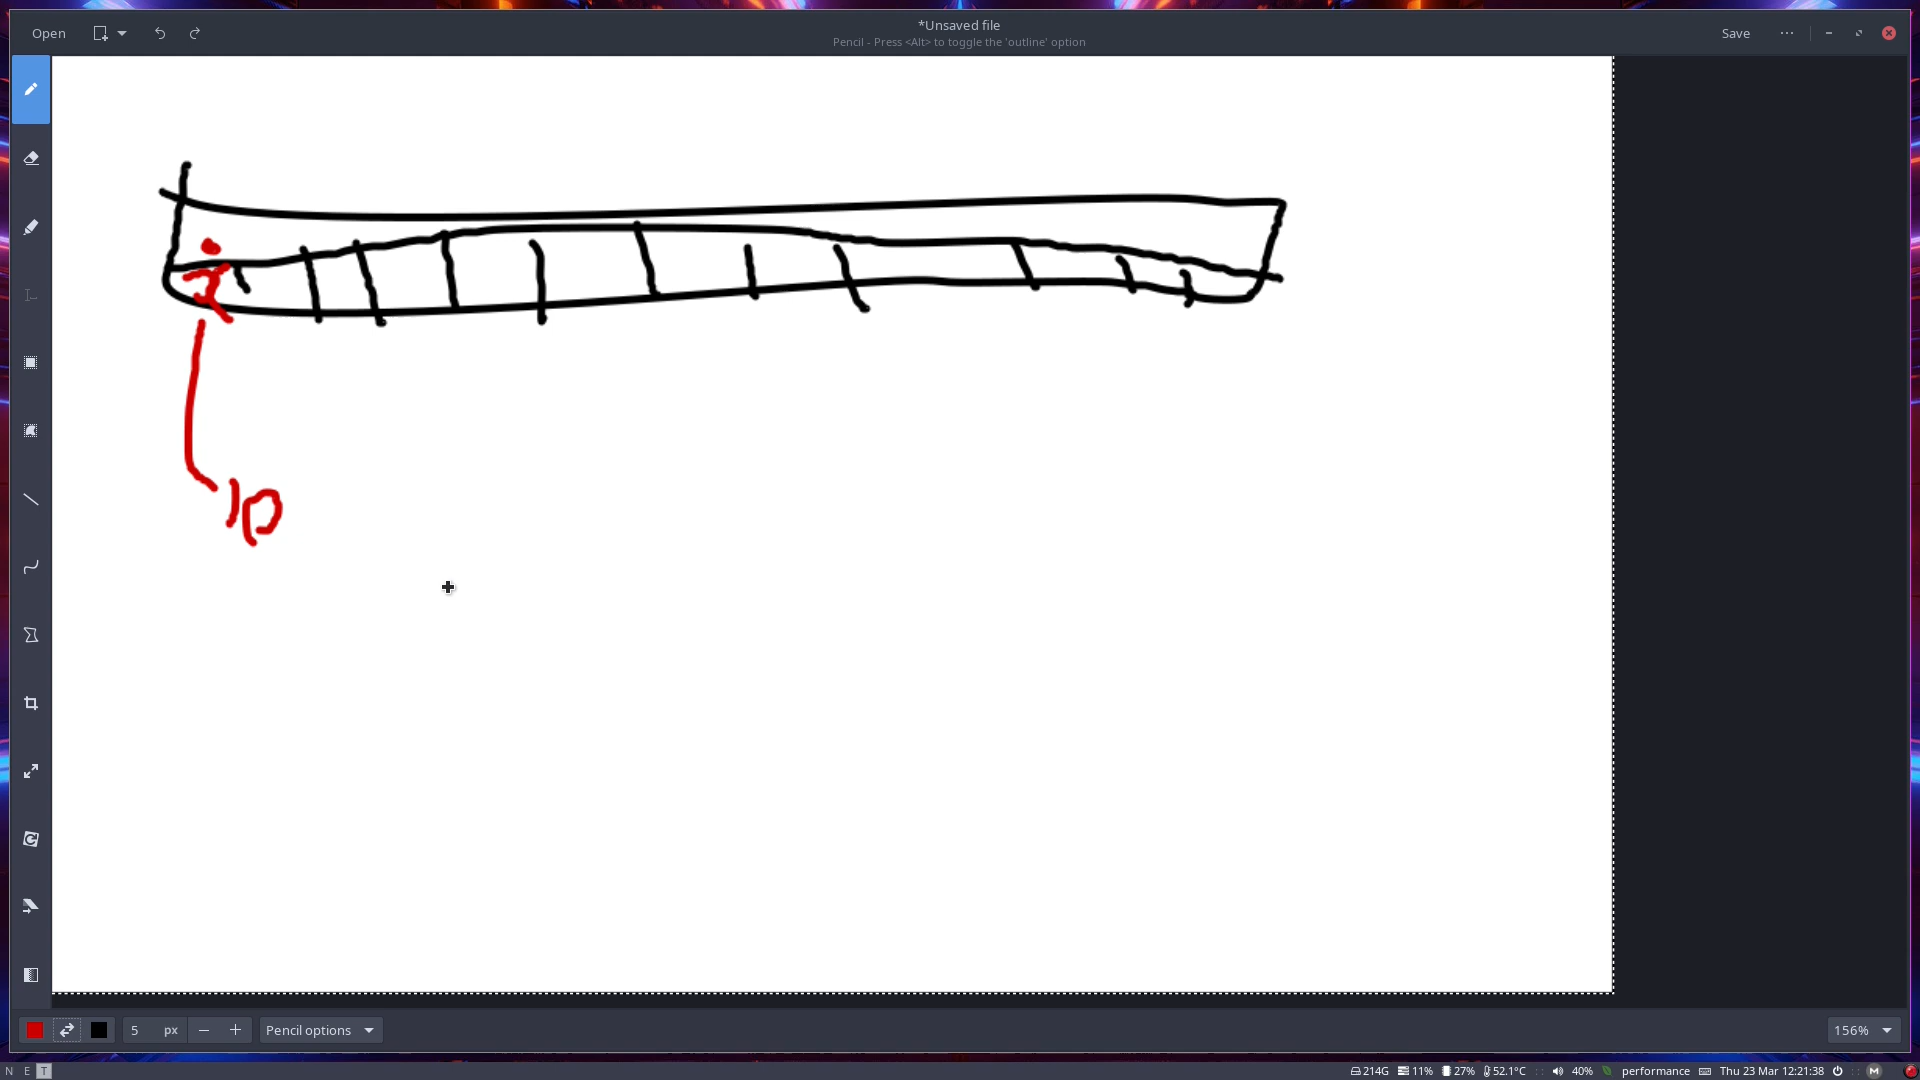 *Unsaved file
Open
Pencil - Press <Alt> to toggle the 'outline' option
Save
10
5 px
Pencil options
156%
N E T
214G 11% 27% 52.1°C 40% performance Thu 23 Mar 12:21:38 M